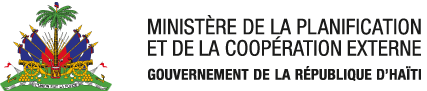 MINISTÈRE DE LA PLANIFICATION
ET DE LA COOPÉRATION EXTERNE
GOUVERNEMENT DE LA RÉPUBLIQUE D'HAÏTI